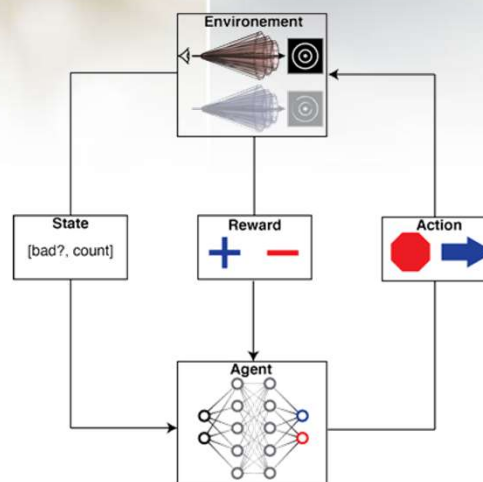 Environement
State
[bad?, count]
Reward
Action
Agent